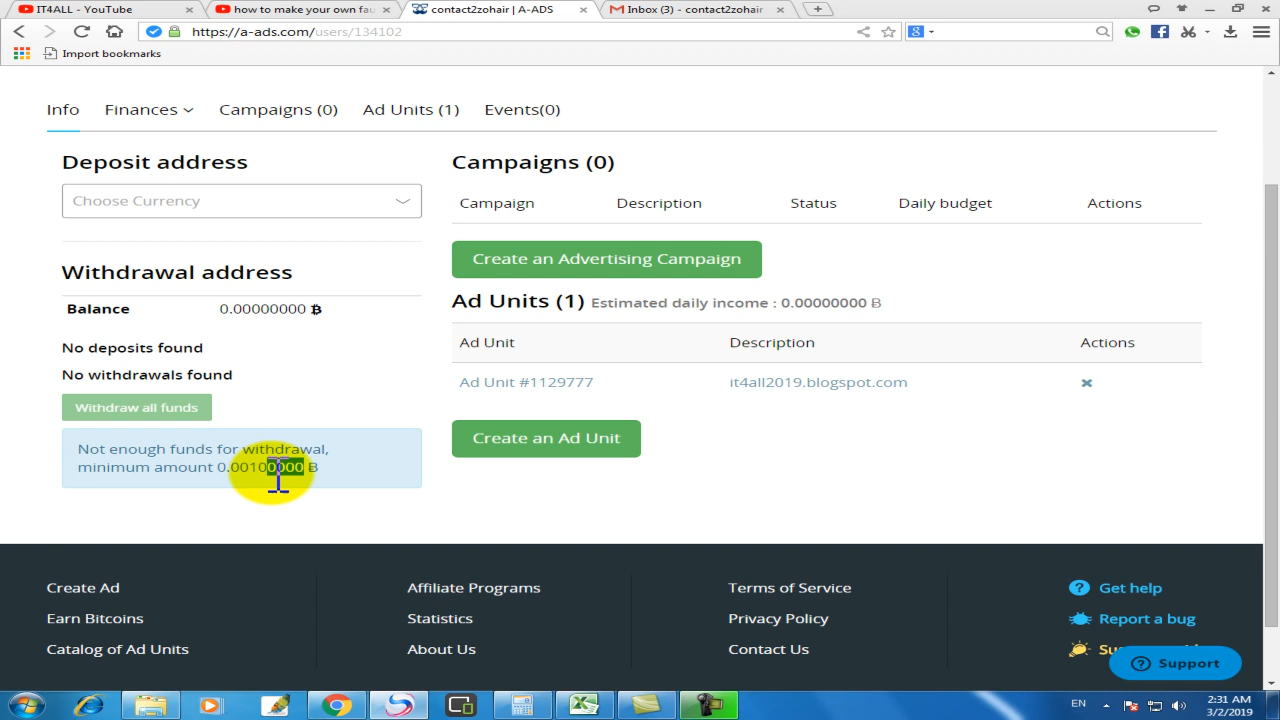 IT4ALL - YouTube
how to make your own fau
contact2zohair | A-ADS
Inbox (3) - contact2zohair
https://a-ads.com/users/134102
Import bookmarks
Info
Finances
Campaigns (0)
Ad Units (1)
Events(0)
Deposit address
Choose Currency
Withdrawal address
Balance 0.00000000 Ƀ
No deposits found
No withdrawals found
Withdraw all funds
Not enough funds for withdrawal,
minimum amount 0.00100000 Ƀ
Campaigns (0)
Campaign Description Status Daily budget Actions
Create an Advertising Campaign
Ad Units (1) Estimated daily income : 0.00000000 Ƀ
Ad Unit Description Actions
Ad Unit #1129777 it4all2019.blogspot.com
Create an Ad Unit
Create Ad
Earn Bitcoins
Catalog of Ad Units
Affiliate Programs
Statistics
About Us
Terms of Service
Privacy Policy
Contact Us
Get help
Report a bug
Support
EN
2:31 AM
3/2/2019